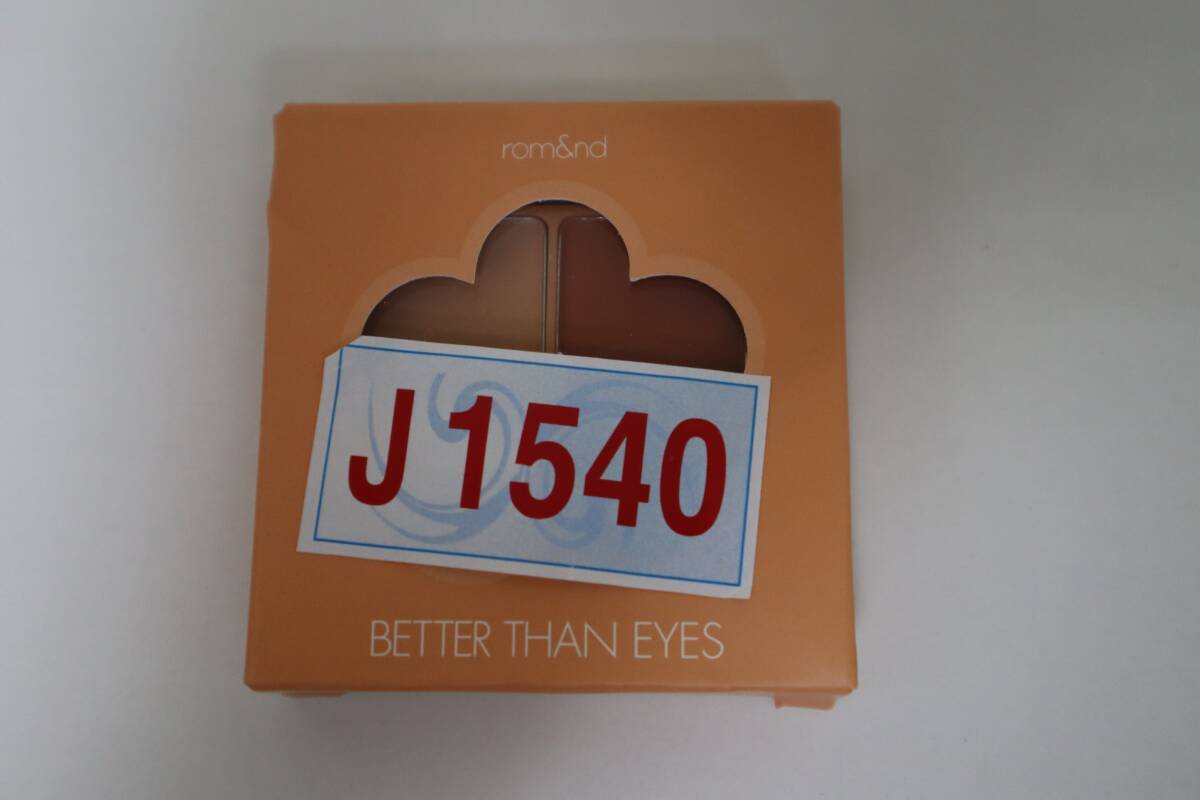 rom&nd
J 1540
BETTER THAN EYES